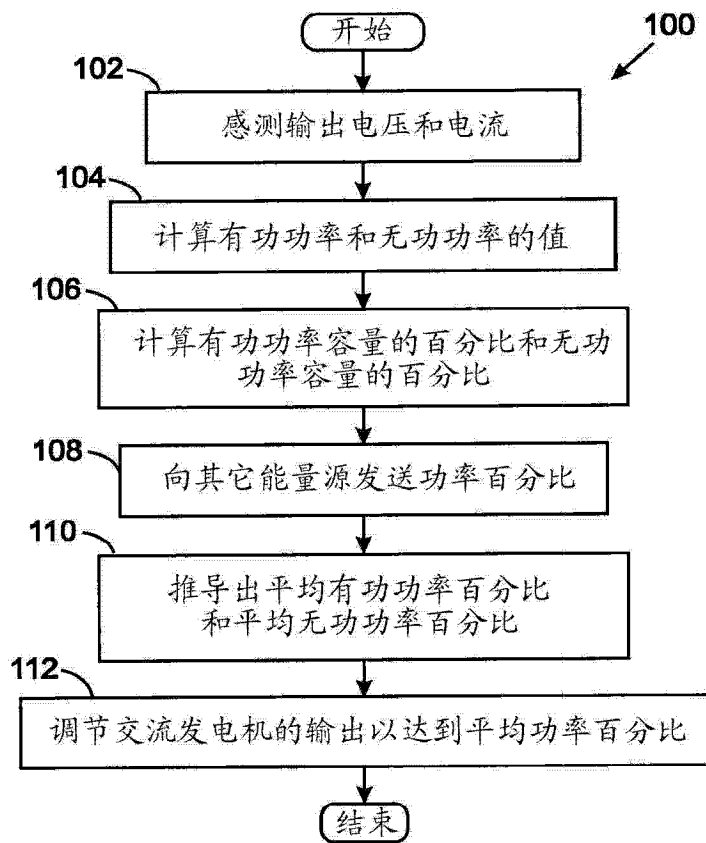 开始
100
102
感测输出电压和电流
104
计算有功功率和无功功率的值
106
计算有功功率容量的百分比和无功
功率容量的百分比
108
向其它能量源发送功率百分比
110
推导出平均有功功率百分比
和平均无功功率百分比
112
调节交流发电机的输出以达到平均功率百分比
结束